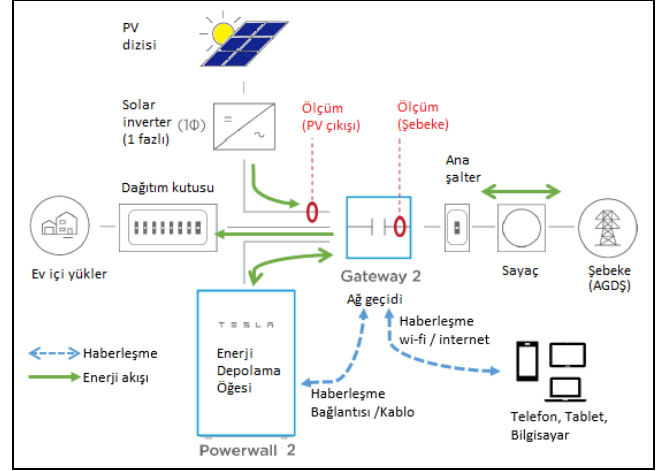 PV
dizisi
Solar
inverter
(1 fazlı)
(1Φ)
Ölçüm
(PV çıkışı)
Ölçüm
(Şebeke)
Ana
şalter
Dağıtım kutusu
Ev içi yükler
Gateway 2
Ağ geçidi
Sayaç
Şebeke
(AGDŞ)
TESLA
Enerji
Depolama
Öğesi
Powerwall 2
Haberleşme
Enerji akışı
Haberleşme
wi-fi / internet
Haberleşme
Bağlantısı /Kablo
Telefon, Tablet,
Bilgisayar